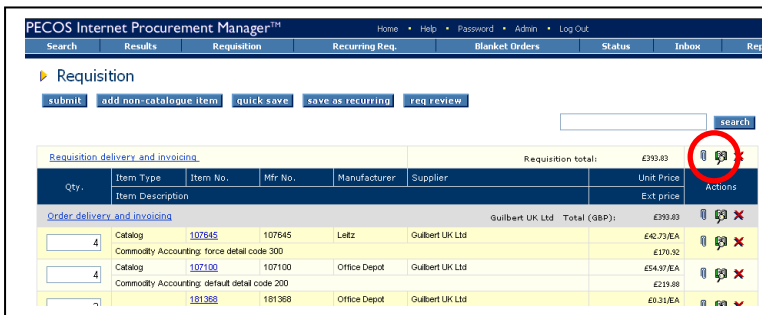 PECOS Internet Procurement Manager™ Home • Help • Password • Admin • Log Out
Search Results Requisition Recurring Req. Blanket Orders Status Inbox Rep
Requisition
submit add non-catalogue item quick save save as recurring req review
search
Requisition delivery and invoicing Requisition total: £393.83
Qty. Item Type Item No. Mfr No. Manufacturer Supplier Unit Price Actions
Item Description Ext price
Order delivery and invoicing Guilbert UK Ltd Total (GBP): £393.83
4 Catalog 107645 107645 Leitz Guilbert UK Ltd £42.73/EA
Commodity Accounting: force detail code 300 £170.92
4 Catalog 107100 107100 Office Depot Guilbert UK Ltd £54.97/EA
Commodity Accounting: default detail code 200 £219.88
181368 181368 Office Depot Guilbert UK Ltd £0.31/EA